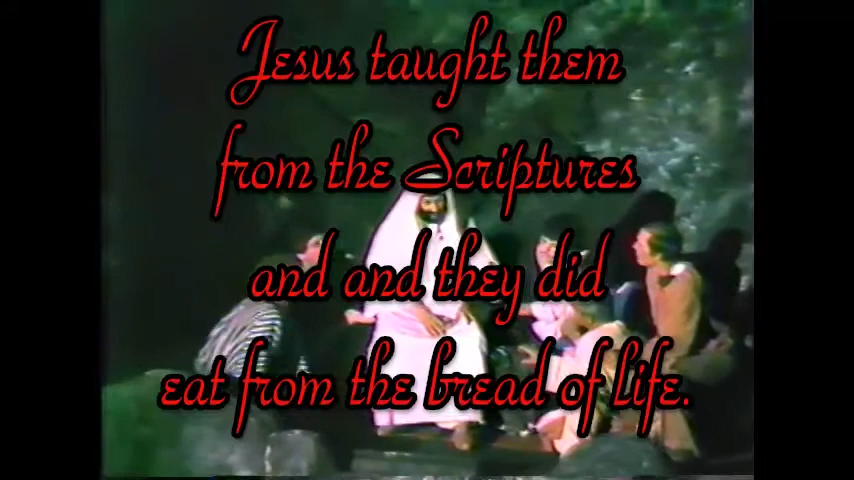 Jesus taught them
from the Scriptures
and and they did
eat from the bread of life.